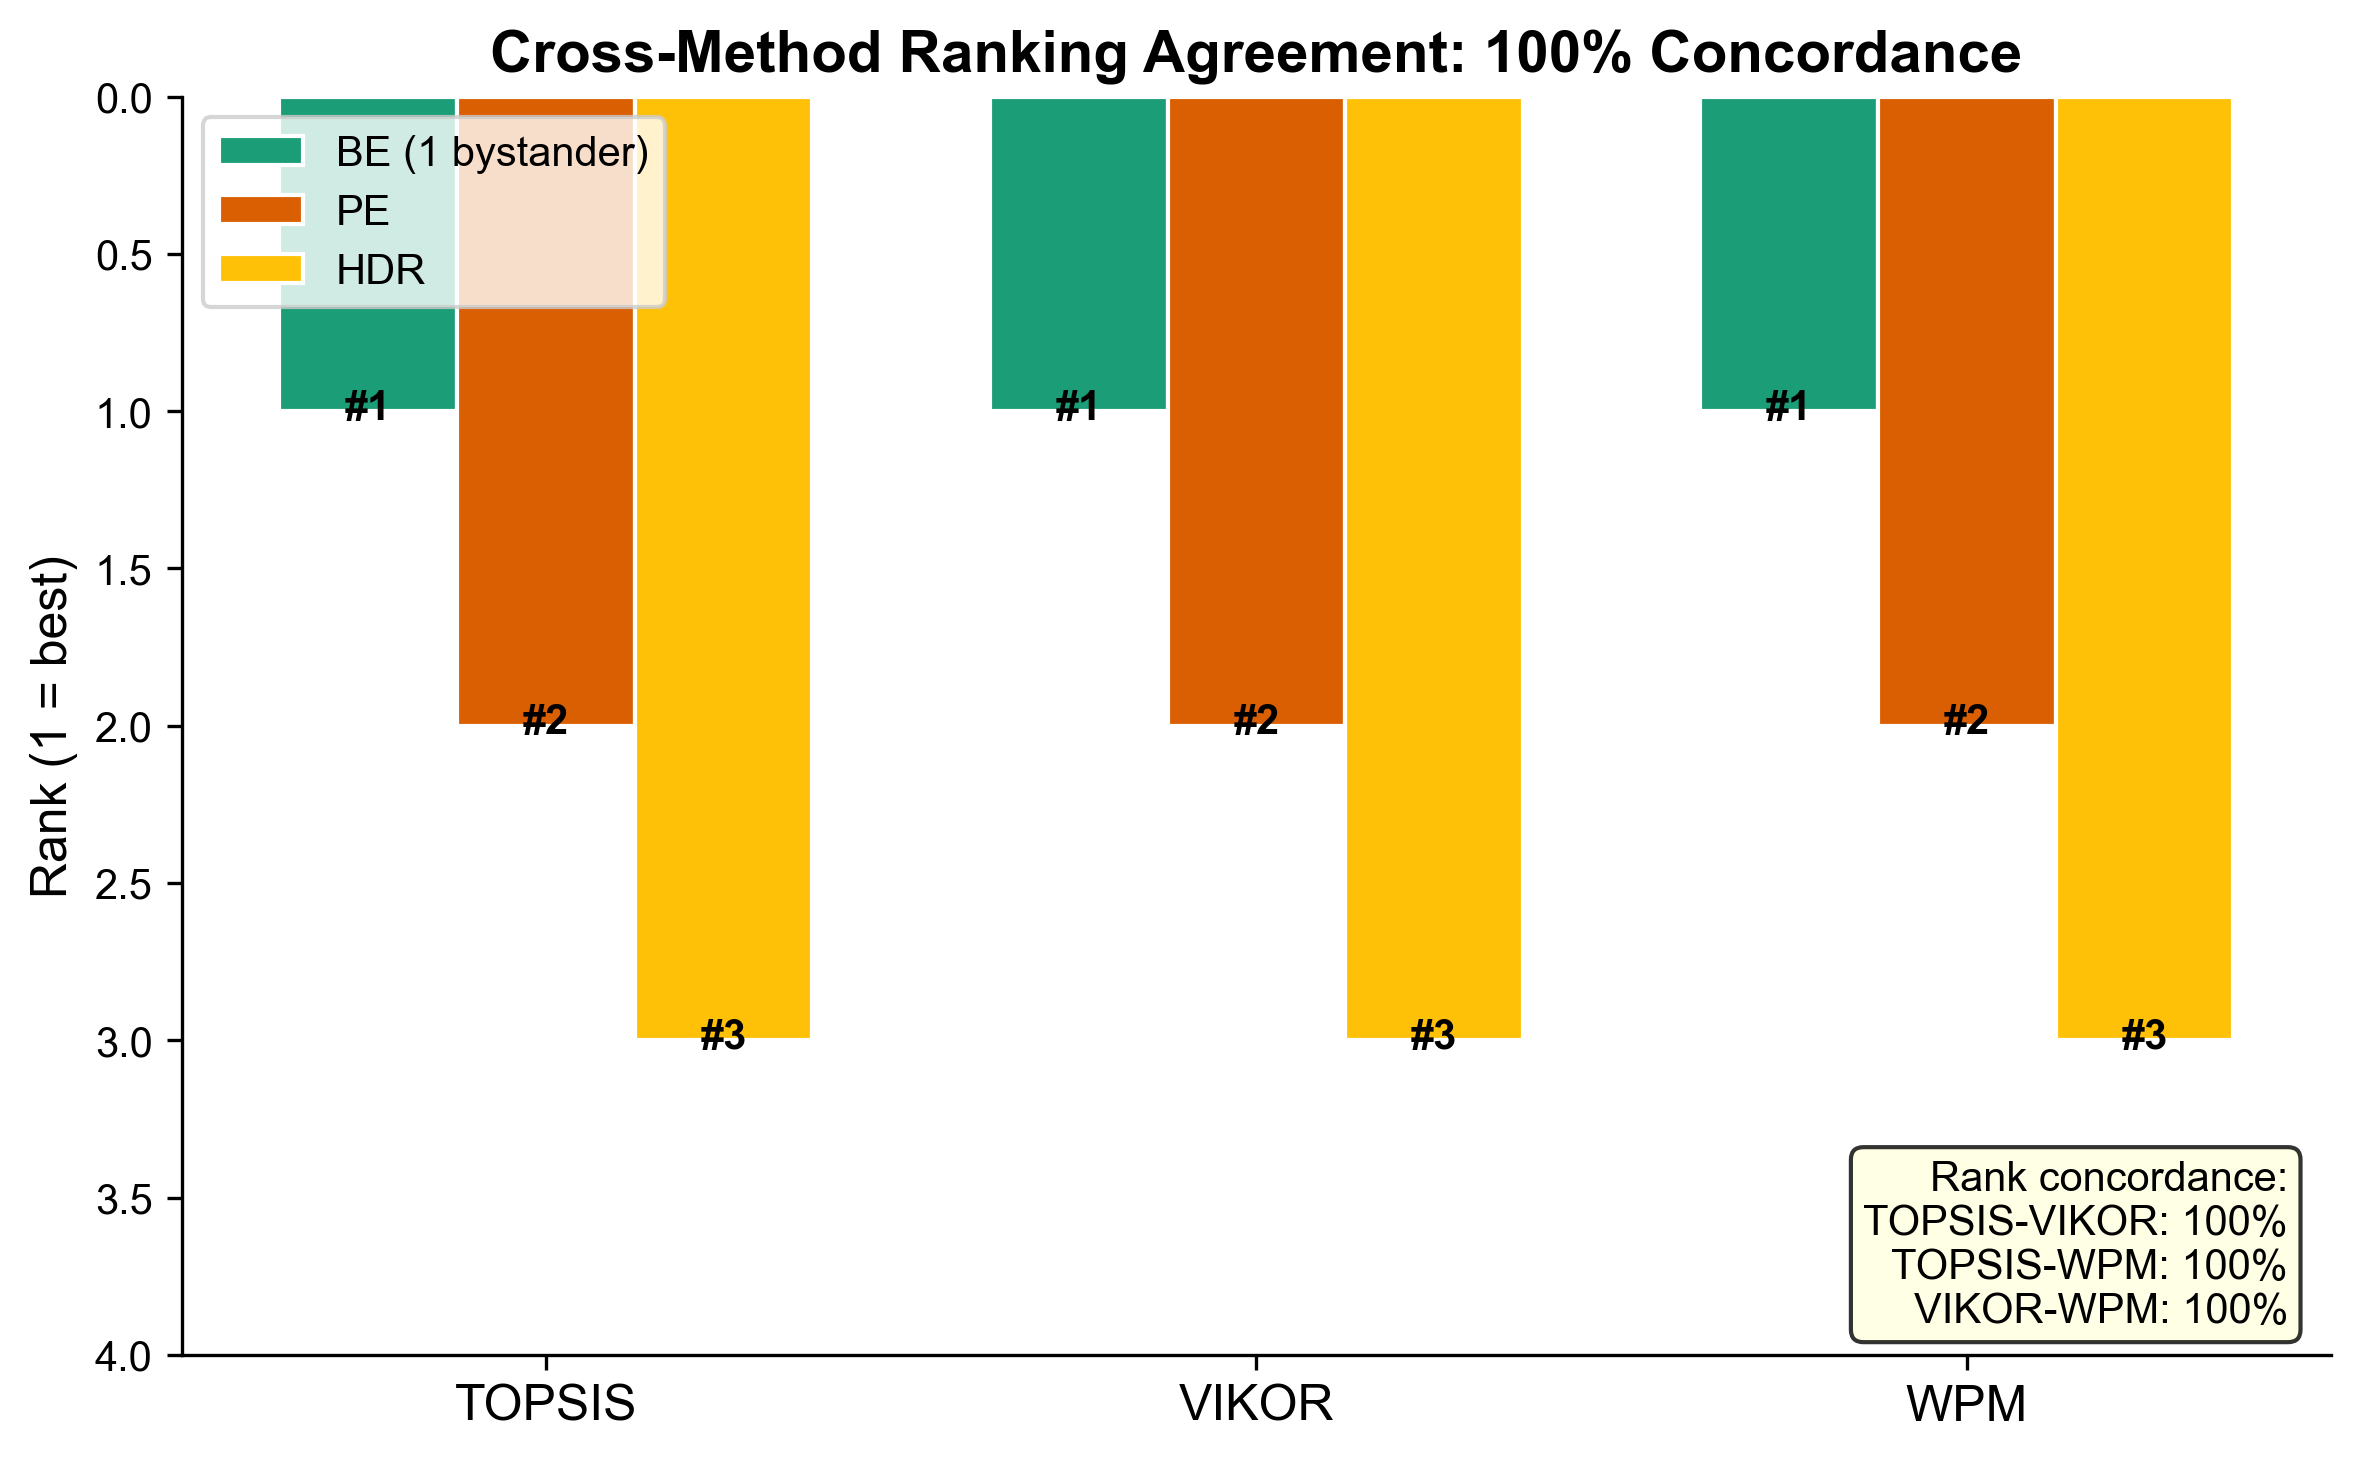 Cross-Method Ranking Agreement: 100% Concordance
Rank (1 = best)
0.0
0.5
1.0
1.5
2.0
2.5
3.0
3.5
4.0
BE (1 bystander)
PE
HDR
#1
#2
#3
#1
#2
#3
#1
#2
#3
Rank concordance:
TOPSIS-VIKOR: 100%
TOPSIS-WPM: 100%
VIKOR-WPM: 100%
TOPSIS
VIKOR
WPM